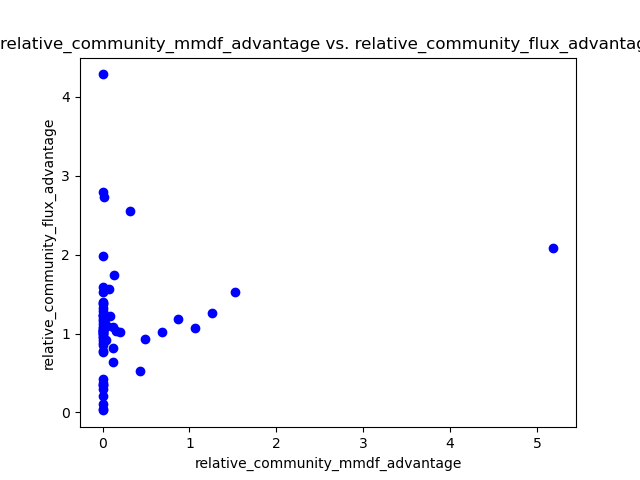 relative_community_mmdf_advantage vs. relative_community_flux_advantag
4
3
2
1
0
relative_community_flux_advantage
0 1 2 3 4 5
relative_community_mmdf_advantage